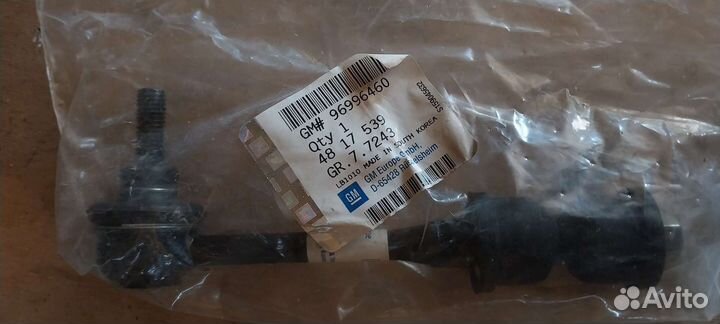 GM# 96996460
Qty 1
48 17 539
GR.7.7243
LB1010 MADE IN SOUTH KOREA
GM Europe GmbH,
D-65428 Rüsselsheim
GM
Avito